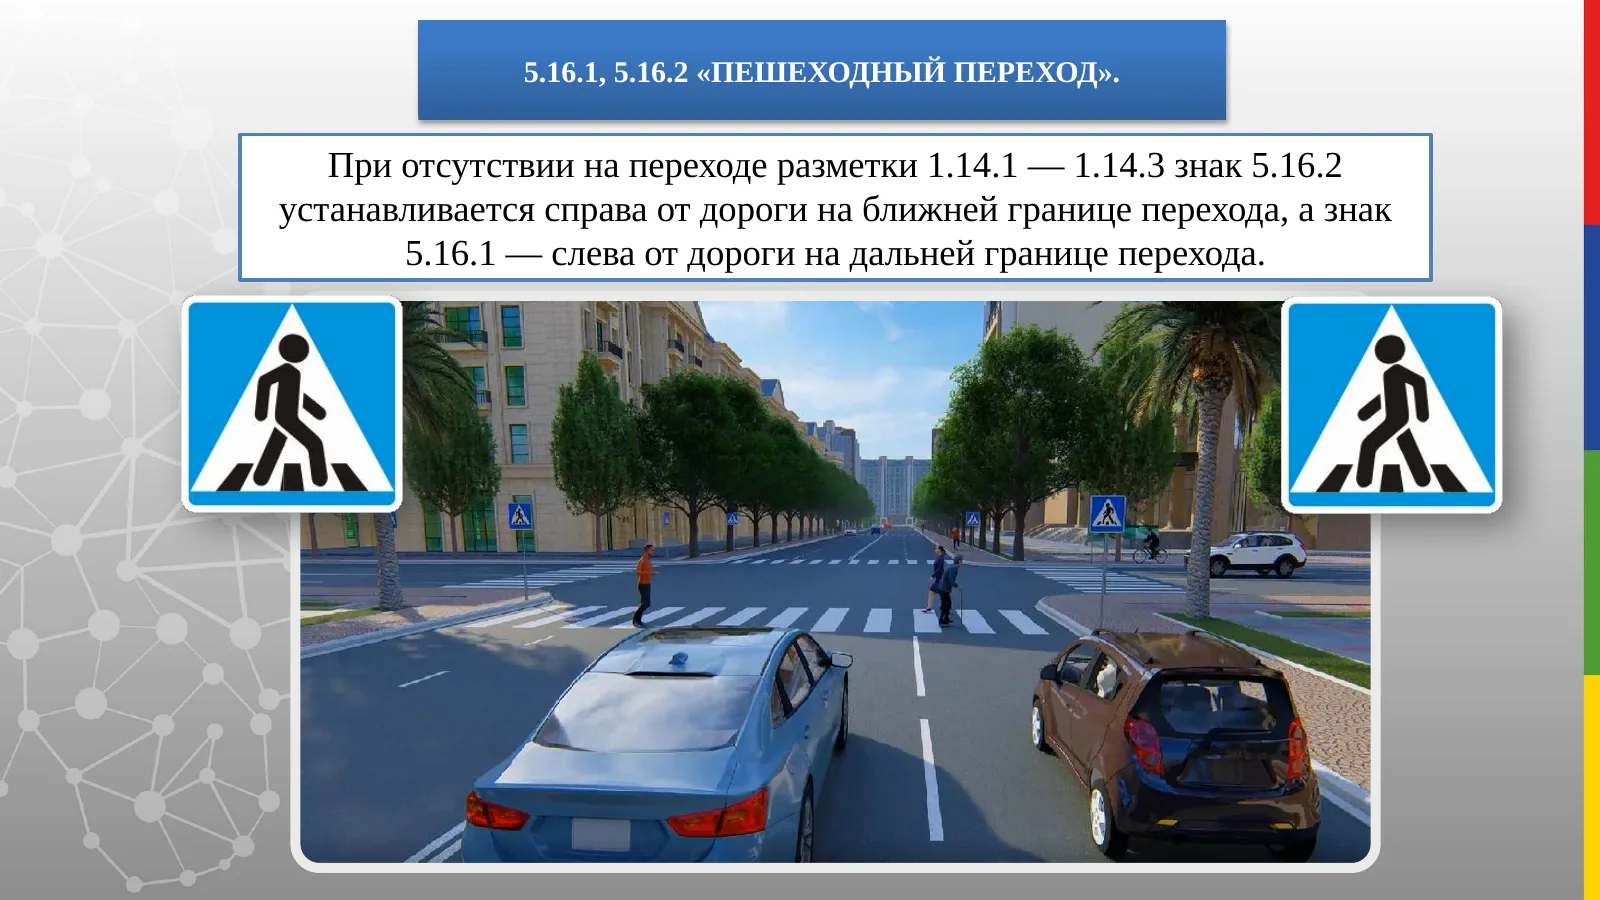 5.16.1, 5.16.2 «ПЕШЕХОДНЫЙ ПЕРЕХОД».
При отсутствии на переходе разметки 1.14.1 — 1.14.3 знак 5.16.2
устанавливается справа от дороги на ближней границе перехода, а знак
5.16.1 — слева от дороги на дальней границе перехода.